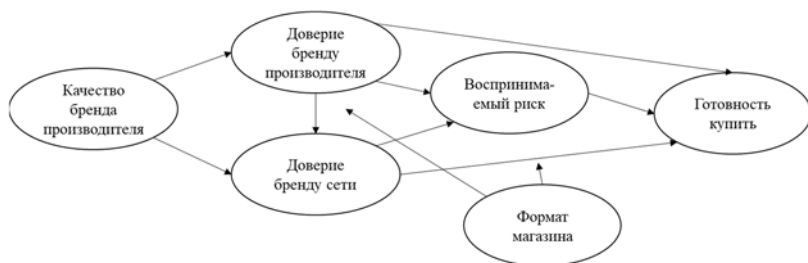 Качество
бренда
производителя
Доверие
бренду
производителя
Доверие
бренду сети
Воспринима-
емый риск
Формат
магазина
Готовность
купить